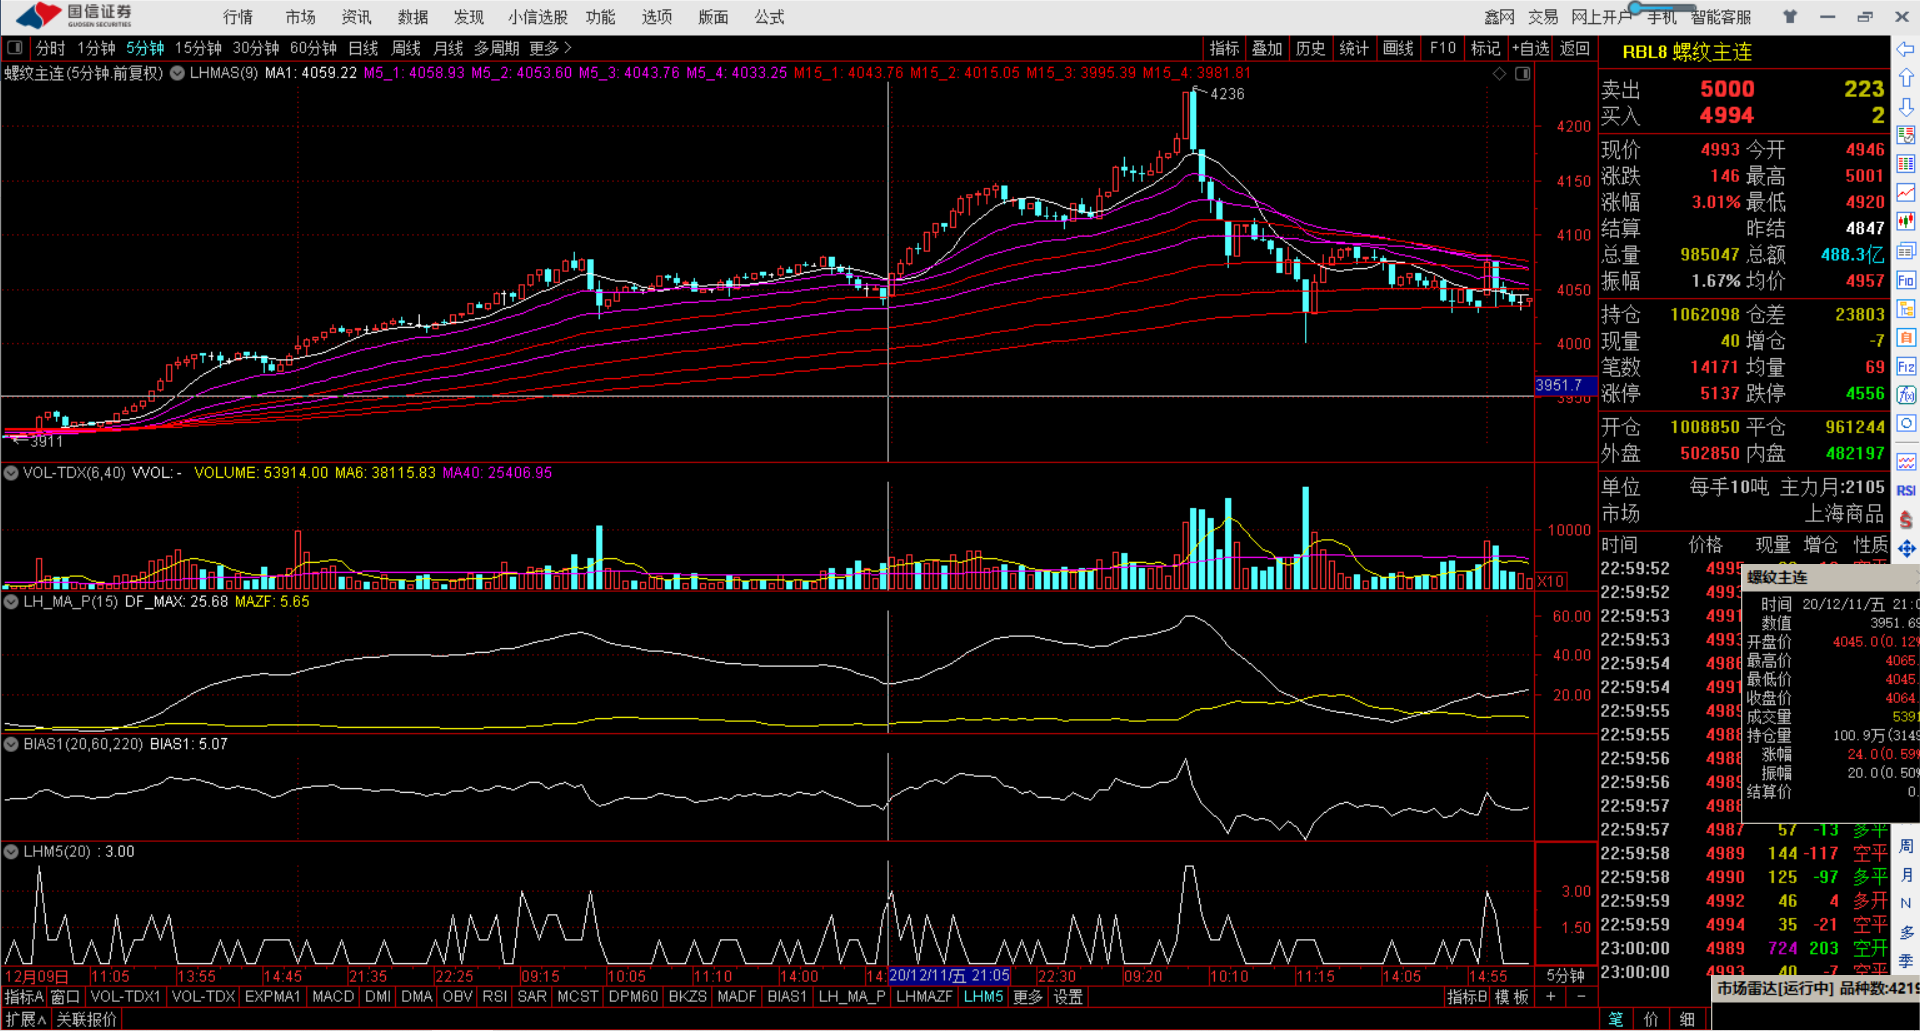 国信证券 GUOSEN SECURITIES 行情 市场 资讯 数据 发现 小信选股 功能 选项 版面 公式 鑫网 交易 网上开户 手机 智能客服
分时 1分钟 5分钟 15分钟 30分钟 60分钟 日线 周线 月线 多周期 更多 指标 叠加 历史 统计 画线 F10 标记 +自选 返回
RBL8 螺纹主连
螺纹主连(5分钟.前复权) LHMAS(9) MA1: 4059.22 M5_1: 4058.93 M5_2: 4053.60 M5_3: 4043.76 M5_4: 4033.25 M15_1: 4043.76 M15_2: 4015.05 M15_3: 3995.39 M15_4: 3981.81
4236
4200
4150
4100
4050
4000
3951.7
3950
3911
VOL-TDX(6,40) VVOL: - VOLUME: 53914.00 MA6: 38115.83 MA40: 25406.95
10000
X10
LH_MA_P(15) DF_MAX: 25.68 MAZF: 5.65
60.00
40.00
20.00
BIAS1(20,60,220) BIAS1: 5.07
LHM5(20) : 3.00
3.00
1.50
12月09日 11:05 13:55 14:45 21:35 22:25 09:15 10:05 11:10 14:00 14: 20/12/11/五 21:05 22:30 09:20 10:10 11:15 14:05 14:55 5分钟
指标A 窗口 VOL-TDX1 VOL-TDX EXPMA1 MACD DMI DMA OBV RSI SAR MCST DPM60 BKZS MADF BIAS1 LH_MA_P LHMAZF LHM5 更多 设置 指标B 模板 + -
扩展∧ 关联报价
卖出 5000 223
买入 4994 2
现价 4993 今开 4946
涨跌 146 最高 5001
涨幅 3.01% 最低 4920
结算 昨结 4847
总量 985047 总额 488.3亿
振幅 1.67% 均价 4957
持仓 1062098 仓差 23803
现量 40 增仓 -7
笔数 14171 均量 69
涨停 5137 跌停 4556
开仓 1008850 平仓 961244
外盘 502850 内盘 482197
单位 每手10吨 主力月:2105
市场 上海商品
时间 价格 现量 增仓 性质
22:59:52 4995
22:59:52 499
22:59:53 4991
22:59:53 499
22:59:54 498
22:59:54 4991
22:59:55 498
22:59:55 4988
22:59:56 4988
22:59:56 498
22:59:57 4988
22:59:57 4987 57 -13 多平
22:59:58 4989 144 -117 空平
22:59:58 4990 125 -97 多平
22:59:59 4992 46 4 多开
22:59:59 4994 35 -21 空平
23:00:00 4989 724 203 空开
23:00:00 4993 40 -7 空平
螺纹主连
时间 20/12/11/五 21:0
数值 3951.69
开盘价 4045.0(0.12%
最高价 4065.
最低价 4045.
收盘价 4064.
成交量 5391
持仓量 100.9万(3149
涨幅 24.0(0.59%
振幅 20.0(0.50%
结算价 0.
市场雷达[运行中] 品种数:4219
笔 价 细
F10
自
F12
f(x)
RSI
S
周
月
N
多
季